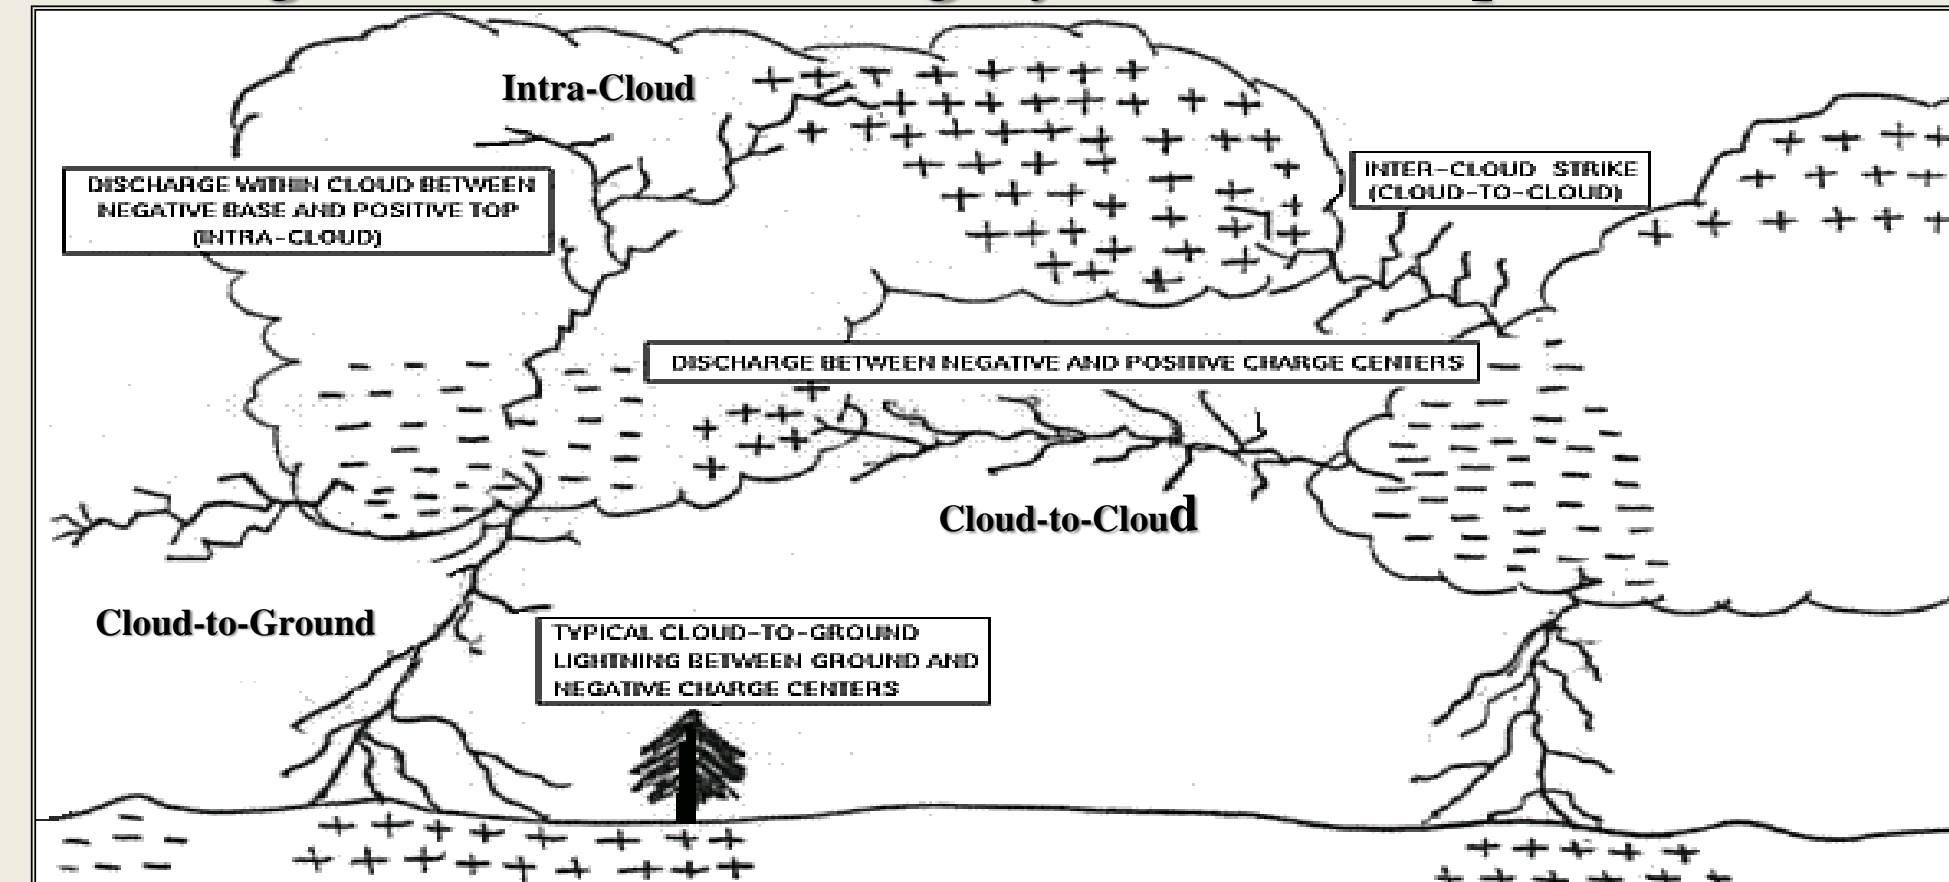 Intra-Cloud
DISCHARGE WITHIN CLOUD BETWEEN
NEGATIVE BASE AND POSITIVE TOP
(INTRA-CLOUD)
INTER-CLOUD STRIKE
(CLOUD-TO-CLOUD)
DISCHARGE BETWEEN NEGATIVE AND POSITIVE CHARGE CENTERS
Cloud-to-Cloud
Cloud-to-Ground
TYPICAL CLOUD-TO-GROUND
LIGHTNING BETWEEN GROUND AND
NEGATIVE CHARGE CENTERS